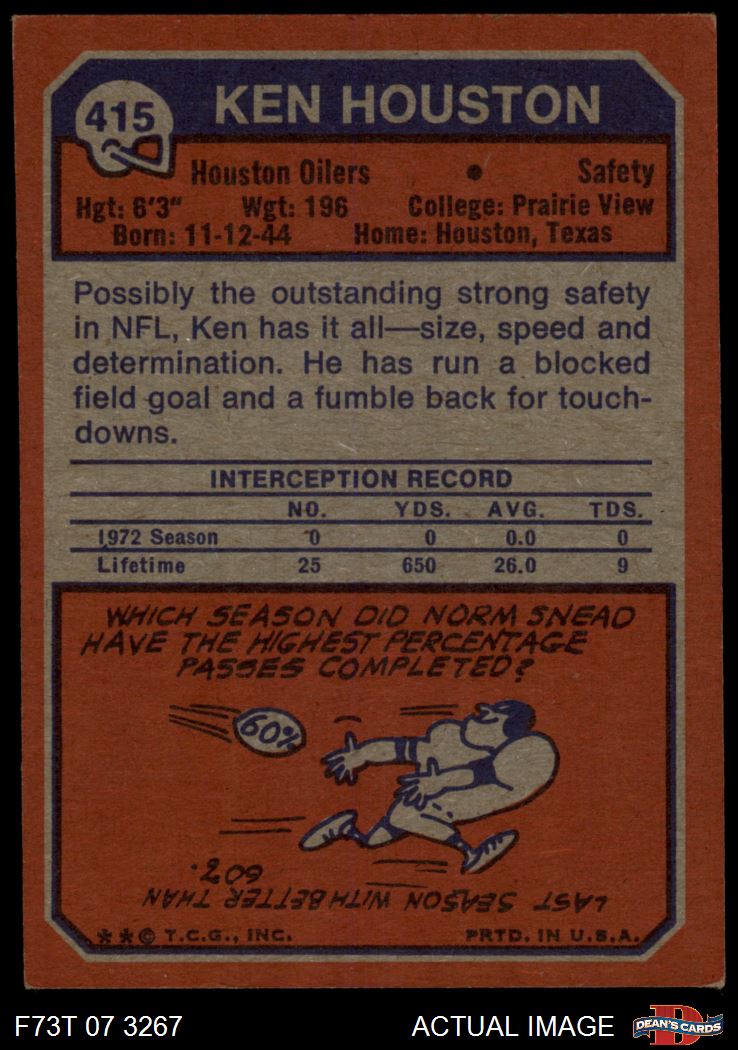 415
KEN HOUSTON
Houston Oilers • Safety
Hgt: 6'3" Wgt: 196 College: Prairie View
Born: 11-12-44 Home: Houston, Texas
Possibly the outstanding strong safety
in NFL, Ken has it all—size, speed and
determination. He has run a blocked
field goal and a fumble back for touch-
downs.
INTERCEPTION RECORD
NO. YDS. AVG. TDS.
1972 Season 0 0 0.0 0
Lifetime 25 650 26.0 9
WHICH SEASON DID NORM SNEAD
HAVE THE HIGHEST PERCENTAGE
PASSES COMPLETED?
60%
LAST SEASON WITH BETTER THAN
60%.
**© T.C.G., INC. PRTD. IN U.S.A.
F73T 07 3267 ACTUAL IMAGE
D
DEAN'S CARDS